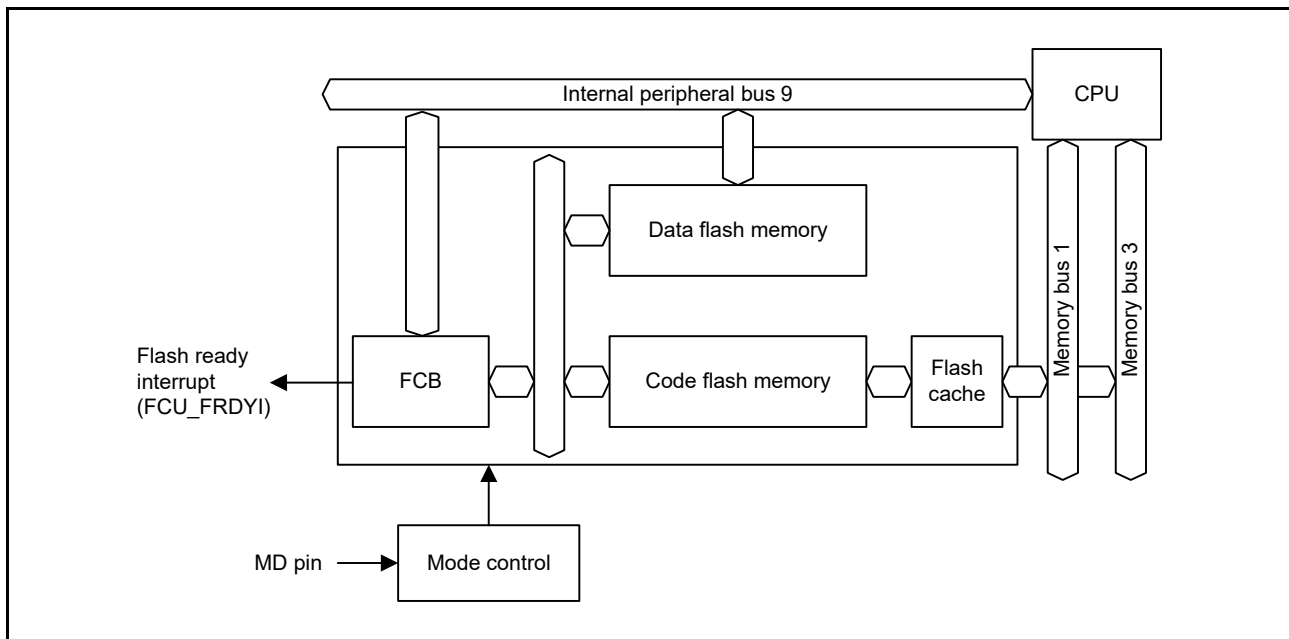 Internal peripheral bus 9
CPU
Data flash memory
Memory bus 1
Memory bus 3
Flash ready
interrupt
(FCU_FRDYI)
FCB
Code flash memory
Flash
cache
MD pin
Mode control